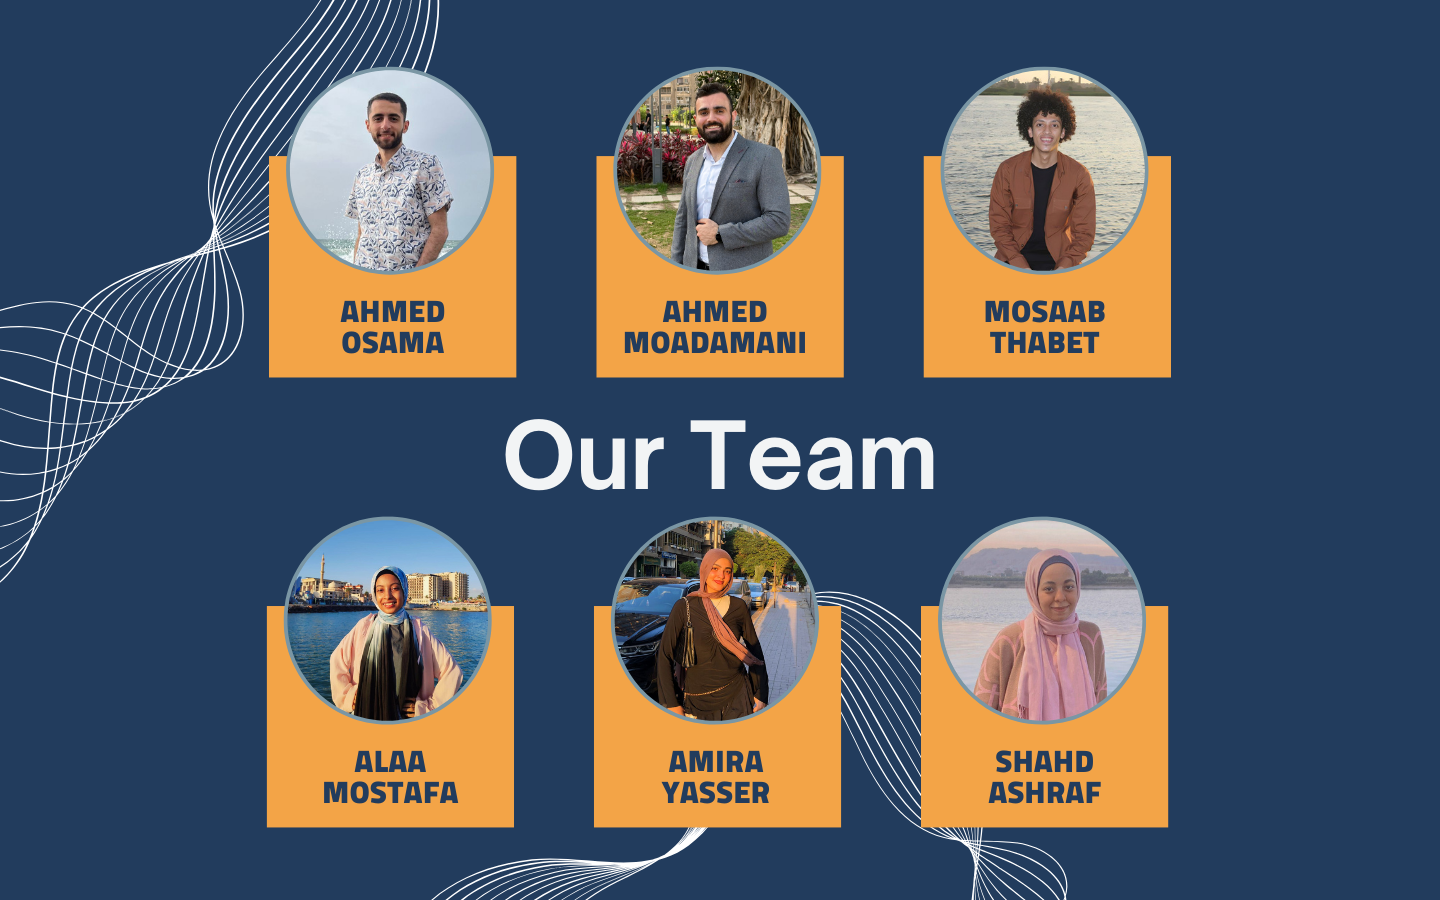 AHMED
OSAMA
AHMED
MOADAMANI
MOSAAB
THABET
Our Team
ALAA
MOSTAFA
AMIRA
YASSER
SHAHD
ASHRAF